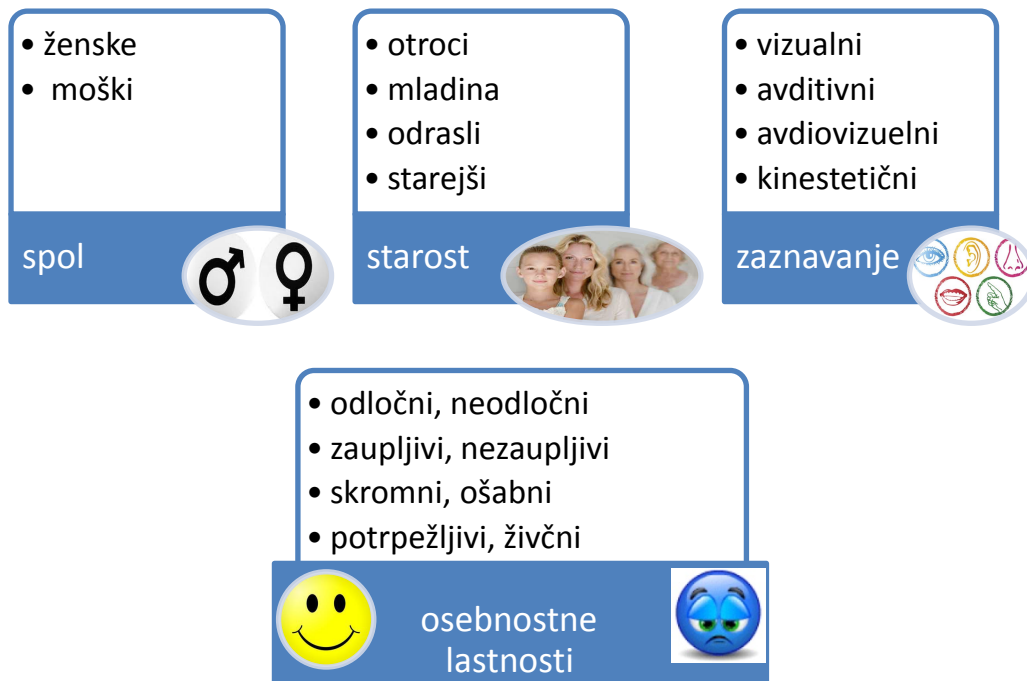 • ženske
• moški
spol
• otroci
• mladina
• odrasli
• starejši
starost
• vizualni
• avditivni
• avdiovizuelni
• kinestetični
zaznavanje
• odločni, neodločni
• zaupljivi, nezaupljivi
• skromni, ošabni
• potrpežljivi, živčni
osebnostne
lastnosti